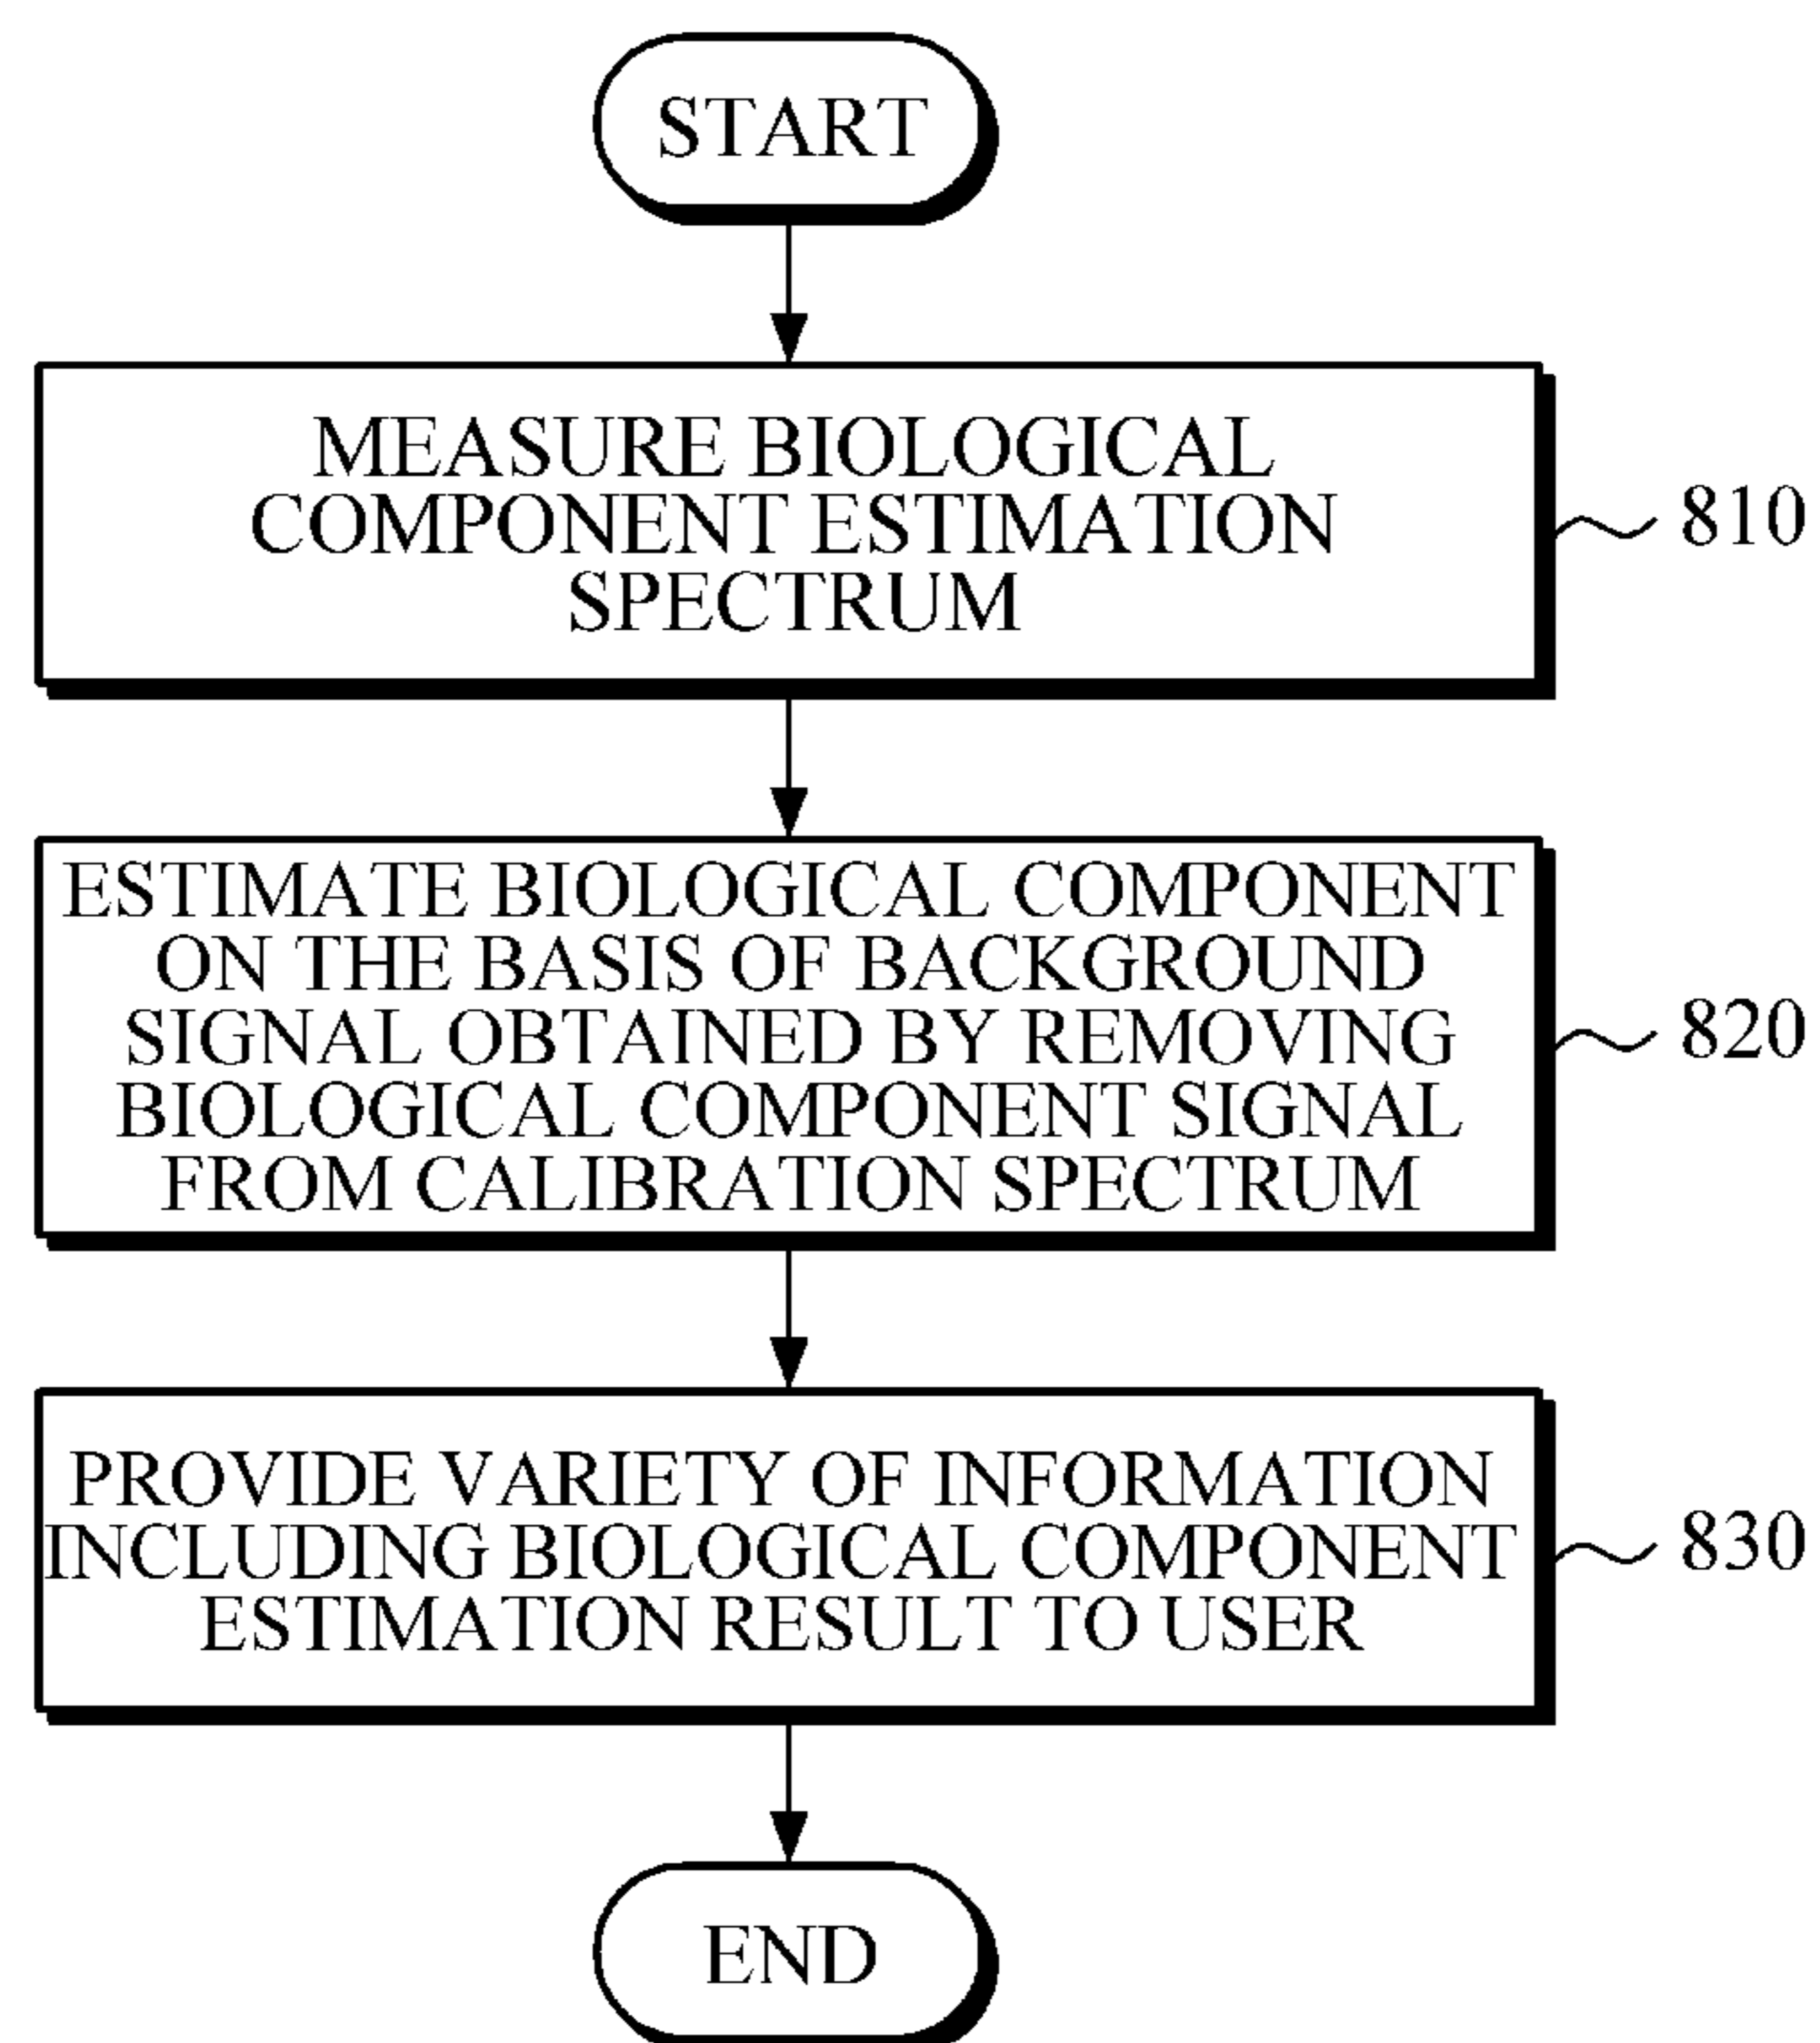 START
MEASURE BIOLOGICAL
COMPONENT ESTIMATION
SPECTRUM
810
ESTIMATE BIOLOGICAL COMPONENT
ON THE BASIS OF BACKGROUND
SIGNAL OBTAINED BY REMOVING
BIOLOGICAL COMPONENT SIGNAL
FROM CALIBRATION SPECTRUM
820
PROVIDE VARIETY OF INFORMATION
INCLUDING BIOLOGICAL COMPONENT
ESTIMATION RESULT TO USER
830
END